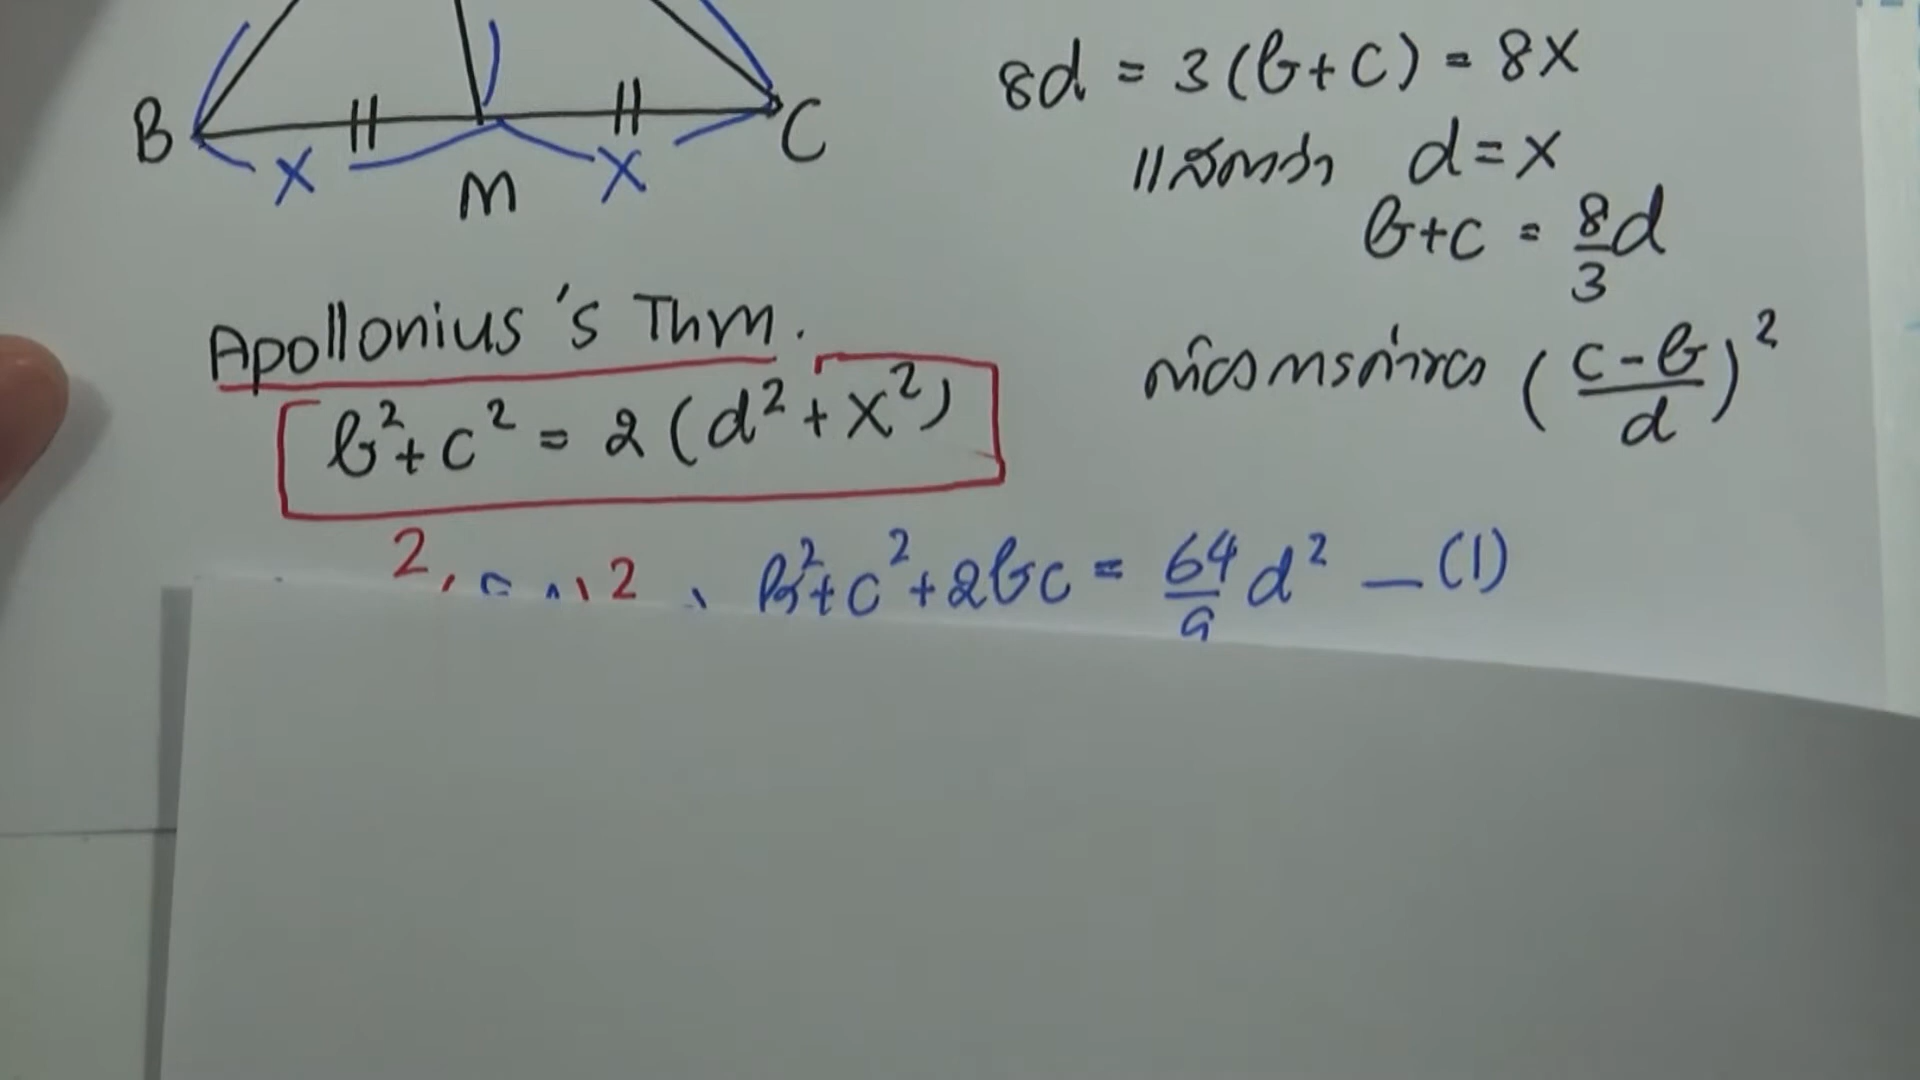 B
x
M
x
C
8d = 3(b+c) = 8x
แสดงว่า d = x
b+c = 8/3 d
ต้องการค่าของ ((c-b)/d)²
Apollonius's Thm.
b²+c² = 2(d²+x²)
b²+c²+2bc = 64/9 d² — (1)